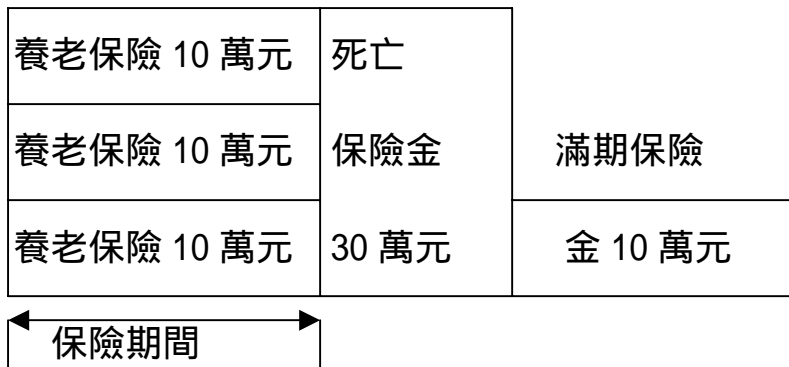 養老保險 10 萬元 死亡
養老保險 10 萬元 保險金 滿期保險
養老保險 10 萬元 30 萬元 金 10 萬元
保險期間